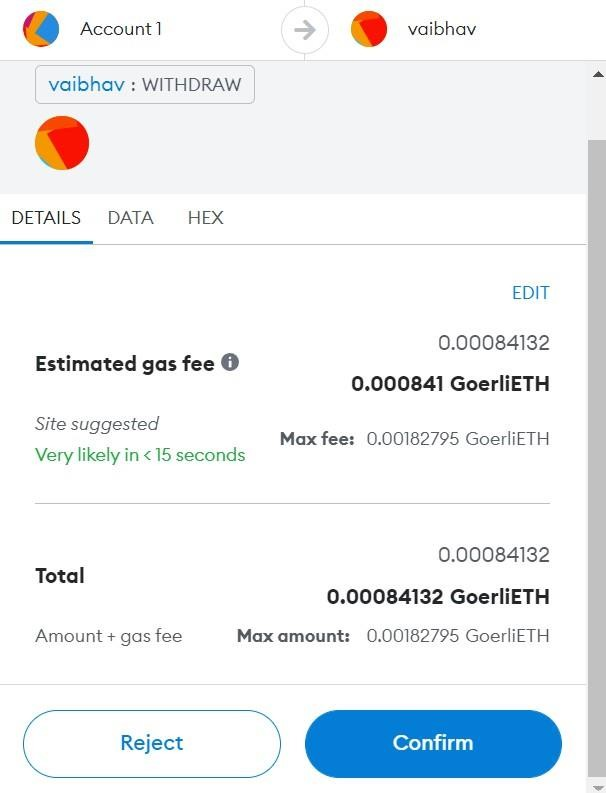 Account 1 vaibhav
vaibhav : WITHDRAW
DETAILS DATA HEX
EDIT
0.00084132
Estimated gas fee
0.000841 GoerliETH
Site suggested
Max fee: 0.00182795 GoerliETH
Very likely in < 15 seconds
0.00084132
Total
0.00084132 GoerliETH
Amount + gas fee Max amount: 0.00182795 GoerliETH
Reject Confirm